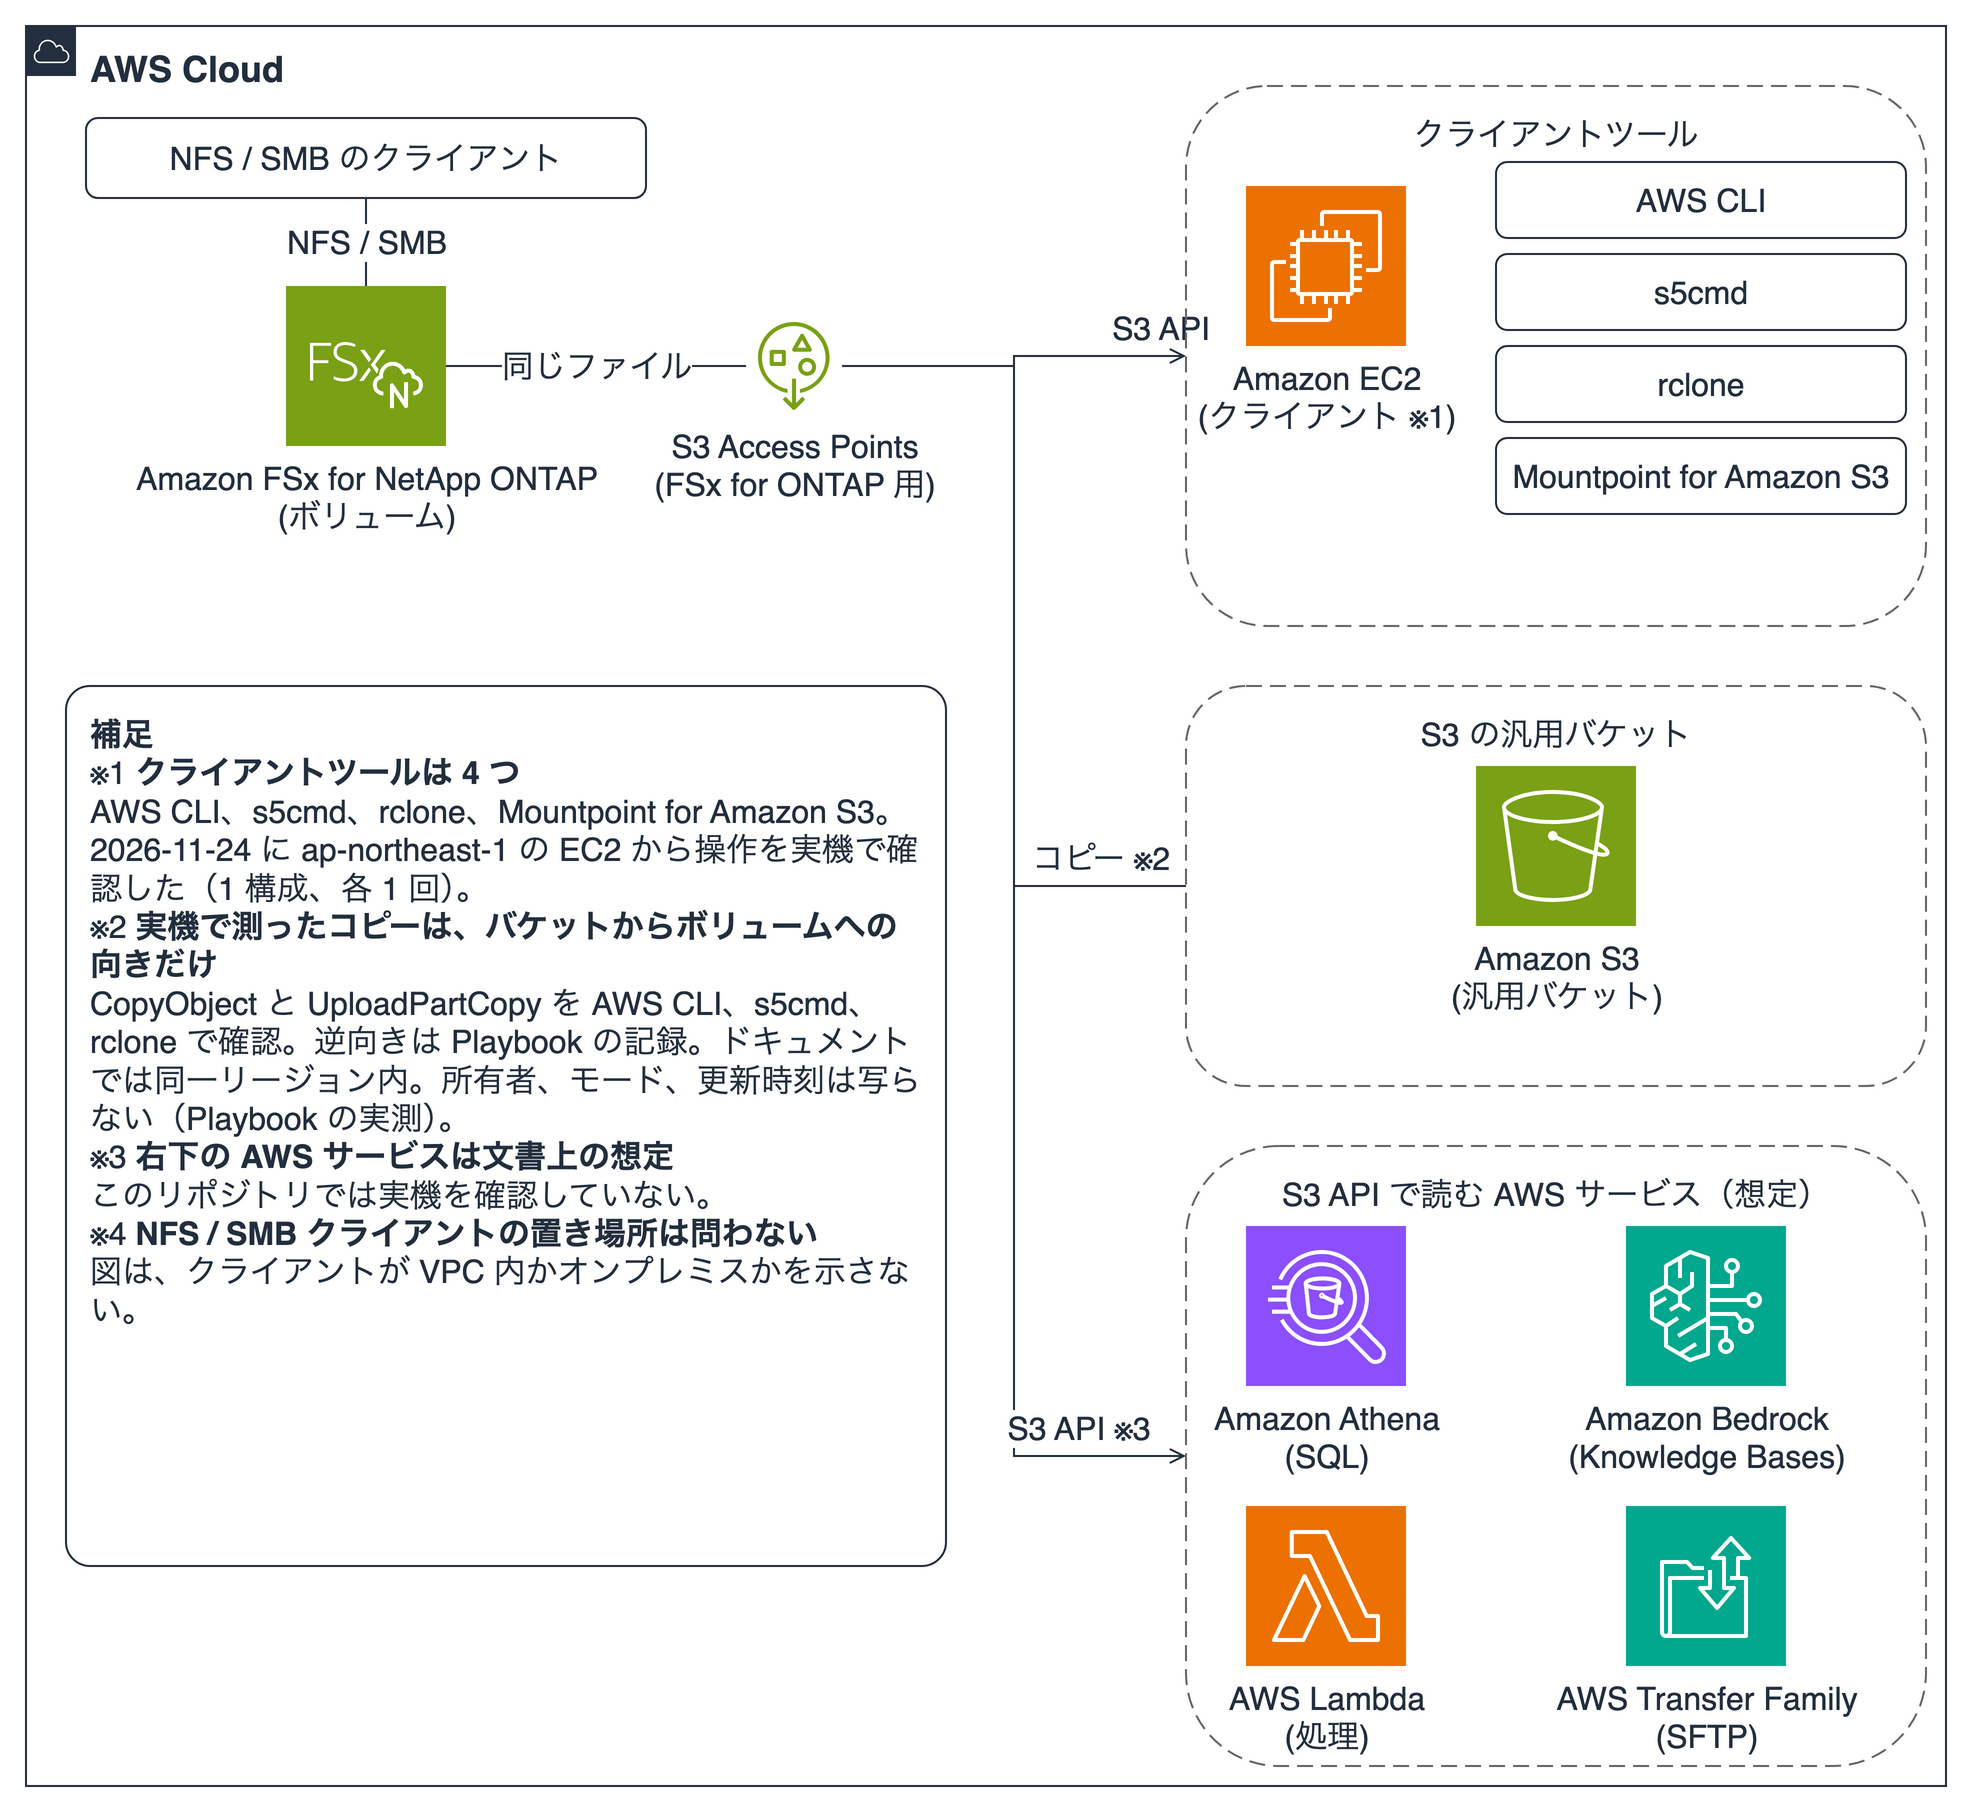 AWS Cloud
NFS / SMB のクライアント
NFS / SMB
FSx
N
Amazon FSx for NetApp ONTAP
(ボリューム)
同じファイル
S3 Access Points
(FSx for ONTAP 用)
S3 API
クライアントツール
Amazon EC2
(クライアント ※1)
AWS CLI
s5cmd
rclone
Mountpoint for Amazon S3
補足
※1 クライアントツールは 4 つ
AWS CLI、s5cmd、rclone、Mountpoint for Amazon S3。
2026-11-24 に ap-northeast-1 の EC2 から操作を実機で確
認した（1 構成、各 1 回）。
※2 実機で測ったコピーは、バケットからボリュームへの
向きだけ
CopyObject と UploadPartCopy を AWS CLI、s5cmd、
rclone で確認。逆向きは Playbook の記録。ドキュメント
では同一リージョン内。所有者、モード、更新時刻は写ら
ない（Playbook の実測）。
※3 右下の AWS サービスは文書上の想定
このリポジトリでは実機を確認していない。
※4 NFS / SMB クライアントの置き場所は問わない
図は、クライアントが VPC 内かオンプレミスかを示さな
い。
コピー ※2
S3 の汎用バケット
Amazon S3
(汎用バケット)
S3 API ※3
S3 API で読む AWS サービス（想定）
Amazon Athena
(SQL)
Amazon Bedrock
(Knowledge Bases)
AWS Lambda
(処理)
AWS Transfer Family
(SFTP)